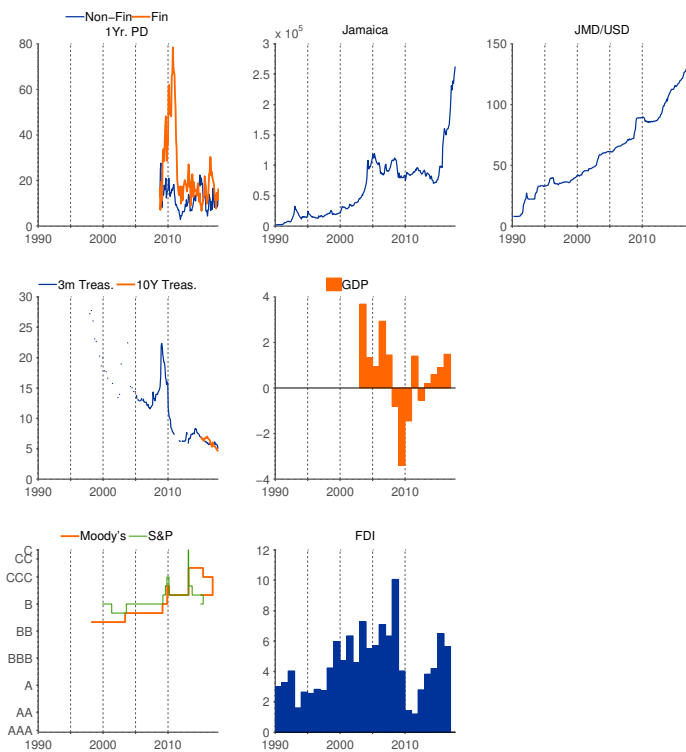 Non-Fin Fin
1Yr. PD
80
60
40
20
0
1990 2000 2010
Jamaica
3 x 10^5
2.5
2
1.5
1
0.5
0
1990 2000 2010
JMD/USD
150
100
50
0
1990 2000 2010
3m Treas. 10Y Treas.
30
25
20
15
10
5
0
1990 2000 2010
GDP
4
2
0
−2
−4
1990 2000 2010
Moody's S&P
C
CC
CCC
B
BB
BBB
A
AA
AAA
1990 2000 2010
FDI
12
10
8
6
4
2
0
1990 2000 2010